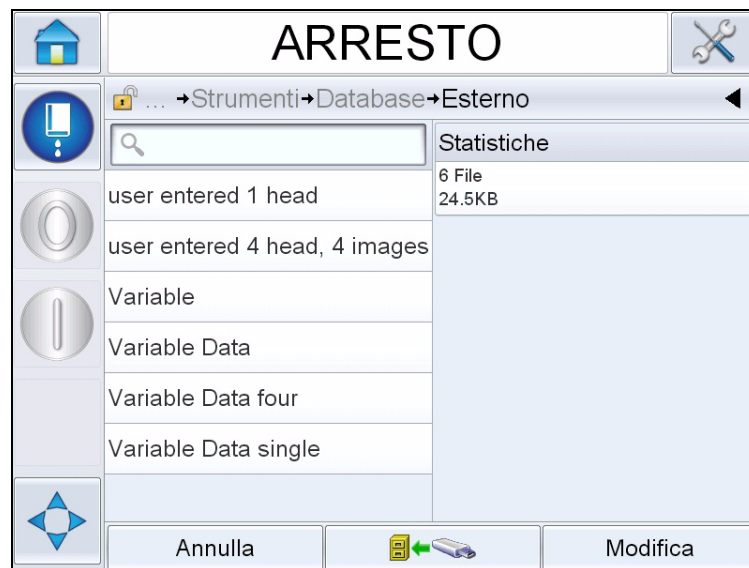 ARRESTO
... →Strumenti→Database→Esterno
Statistiche
6 File
24.5KB
user entered 1 head
user entered 4 head, 4 images
Variable
Variable Data
Variable Data four
Variable Data single
Annulla
Modifica